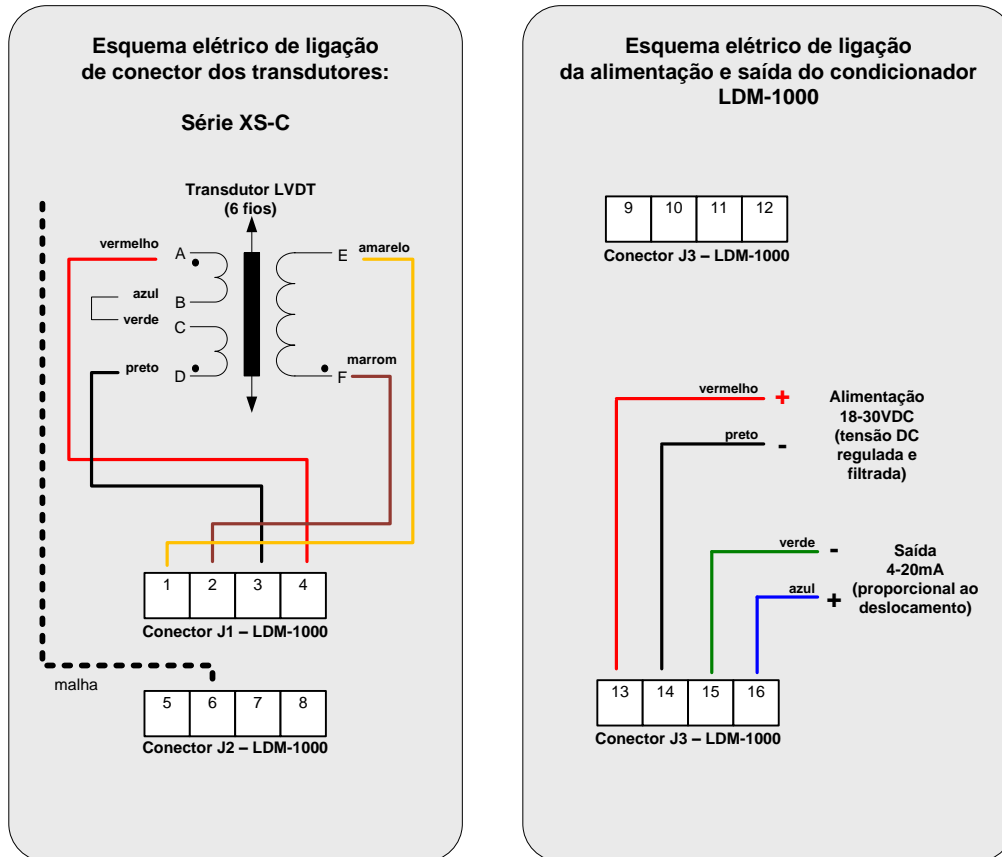 Esquema elétrico de ligação
de conector dos transdutores:
Série XS-C
Transdutor LVDT
(6 fios)
vermelho
A
E
amarelo
azul
B
verde
C
preto
D
marrom
F
1
2
3
4
Conector J1 – LDM-1000
malha
5
6
7
8
Conector J2 – LDM-1000
Esquema elétrico de ligação
da alimentação e saída do condicionador
LDM-1000
9
10
11
12
Conector J3 – LDM-1000
vermelho
+
preto
-
Alimentação
18-30VDC
(tensão DC
regulada e
filtrada)
verde
-
azul
+
Saída
4-20mA
(proporcional ao
deslocamento)
13
14
15
16
Conector J3 – LDM-1000